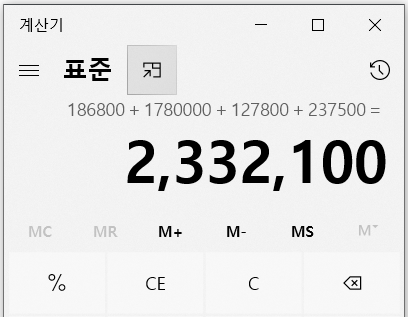 계산기
표준
186800 + 1780000 + 127800 + 237500 =
2,332,100
MC MR M+ M- MS M˅
% CE C